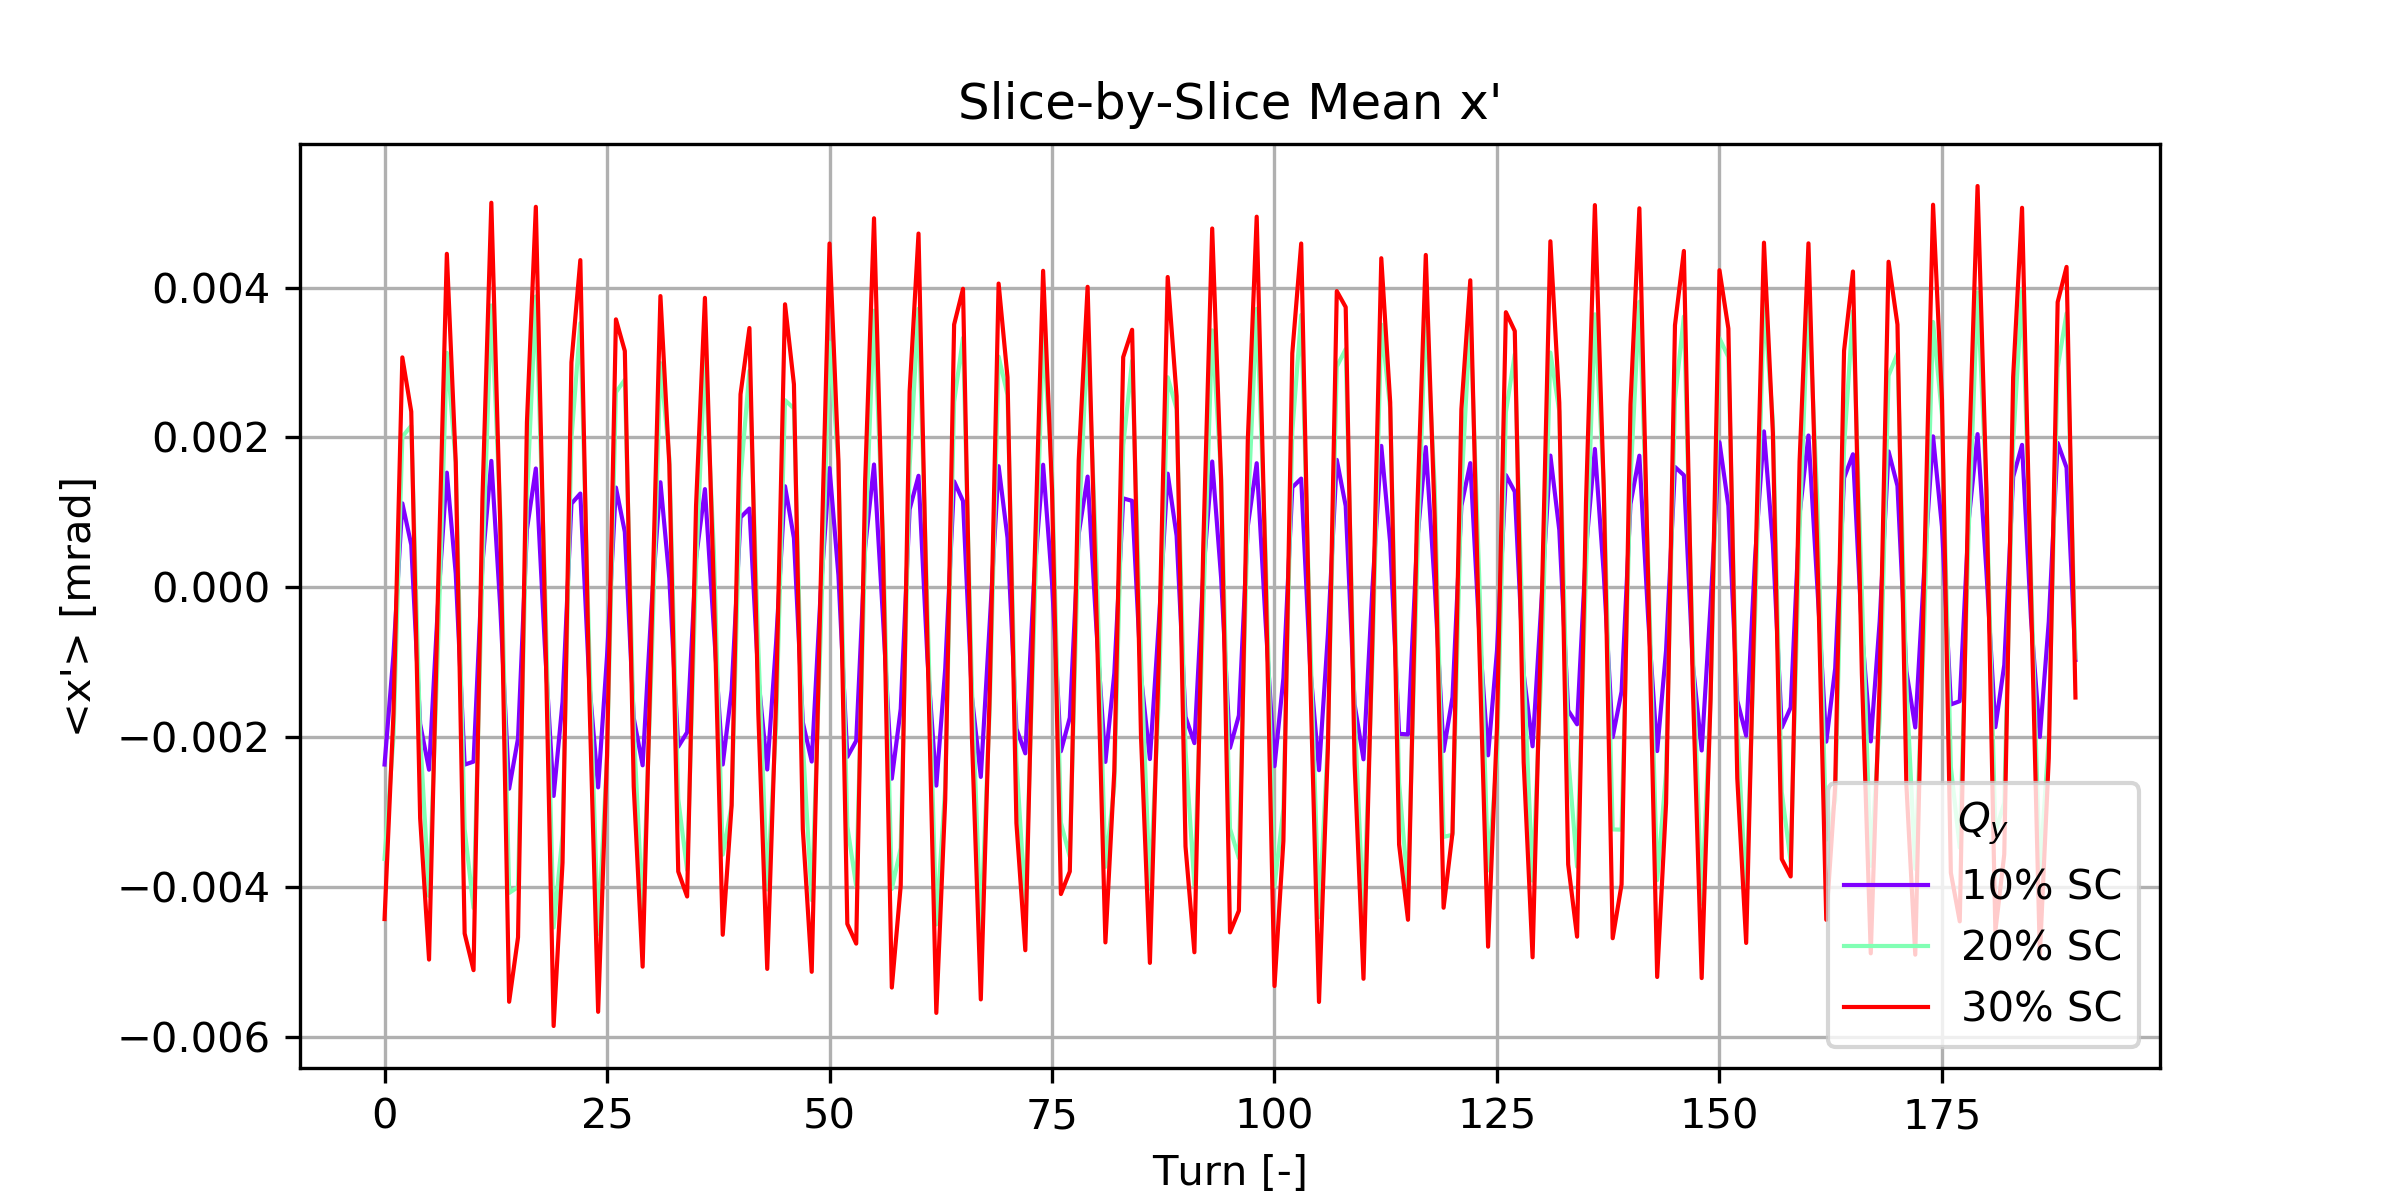 Slice-by-Slice Mean x'
<x'> [mrad]
0.004
0.002
0.000
−0.002
−0.004
−0.006
0 25 50 75 100 125 150 175
Turn [-]
Q_y
10% SC
20% SC
30% SC